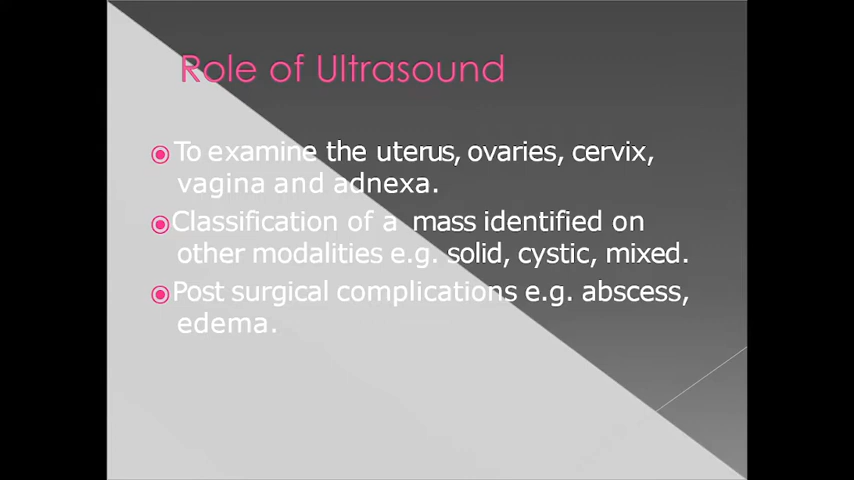 Role of Ultrasound
To examine the uterus, ovaries, cervix,
vagina and adnexa.
Classification of a mass identified on
other modalities e.g. solid, cystic, mixed.
Post surgical complications e.g. abscess,
edema.